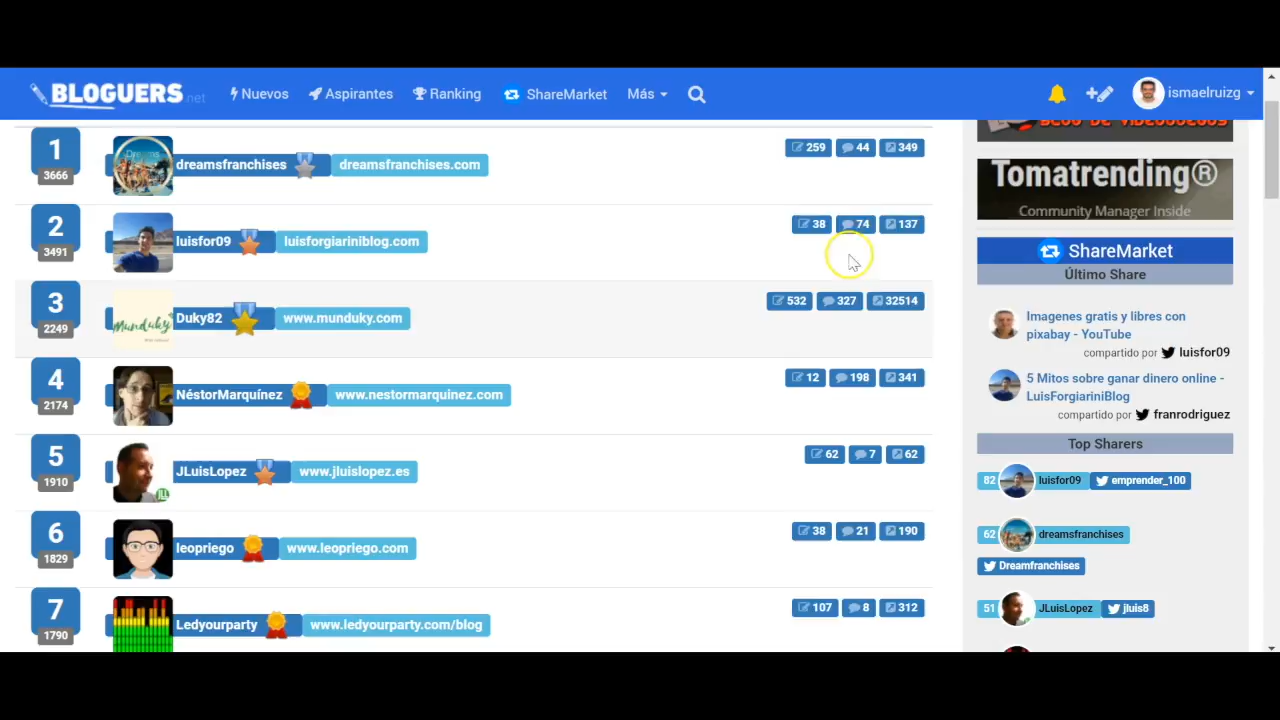 BLOGUERS.net
Nuevos Aspirantes Ranking ShareMarket Más ismaelruizg
1
3666
dreamsfranchises dreamsfranchises.com
259 44 349
2
3491
luisfor09 luisforgiariniblog.com
38 74 137
3
2249
Munduky
Duky82 www.munduky.com
532 327 32514
4
2174
NéstorMarquínez www.nestormarquinez.com
12 198 341
5
1910
JLuisLopez www.jluislopez.es
62 7 62
6
1829
leopriego www.leopriego.com
38 21 190
7
1790
Ledyourparty www.ledyourparty.com/blog
107 8 312
BLOG DE VIDEOJUEGOS
Tomatrending®
Community Manager Inside
ShareMarket
Último Share
Imagenes gratis y libres con
pixabay - YouTube
compartido por luisfor09
5 Mitos sobre ganar dinero online -
LuisForgiariniBlog
compartido por franrodriguez
Top Sharers
82 luisfor09 emprender_100
62 dreamsfranchises
Dreamfranchises
51 JLuisLopez jluis8